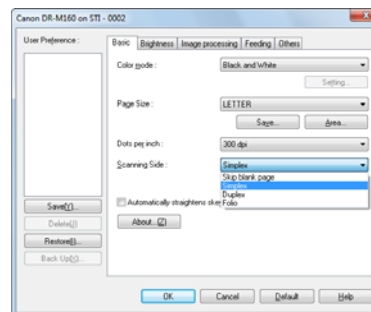 Canon DR-M160 on STI - 0002
User Preference :
Basic Brightness Image processing Feeding Others
Color mode : Black and White
Setting...
Page Size : LETTER
Save... Area...
Dots per inch : 300 dpi
Scanning Side : Simplex
Skip blank page
Simplex
Duplex
Folio
Automatically straightens
Save(Y)...
Delete(J)
Restore(E)...
Back Up(K)...
About...(Z)
OK Cancel Default Help